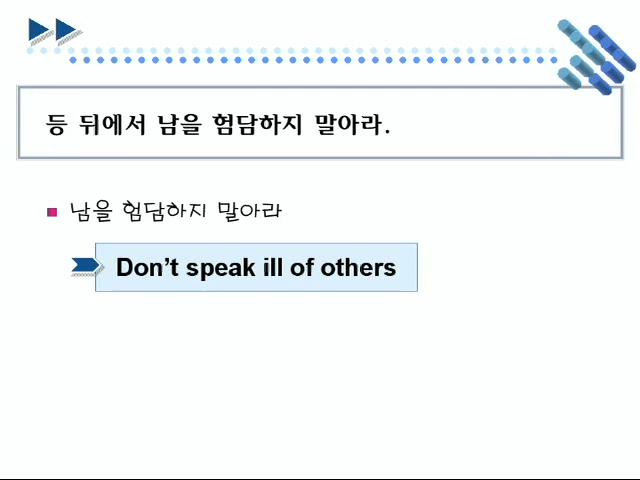 등 뒤에서 남을 험담하지 말아라.
남을 험담하지 말아라
Don't speak ill of others